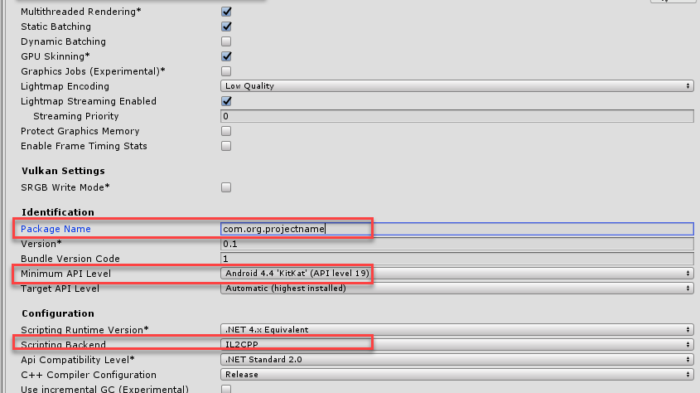 Multithreaded Rendering*
Static Batching
Dynamic Batching
GPU Skinning*
Graphics Jobs (Experimental)*
Lightmap Encoding Low Quality
Lightmap Streaming Enabled
Streaming Priority 0
Protect Graphics Memory
Enable Frame Timing Stats
Vulkan Settings
SRGB Write Mode*
Identification
Package Name com.org.projectname
Version* 0.1
Bundle Version Code 1
Minimum API Level Android 4.4 'KitKat' (API level 19)
Target API Level Automatic (highest installed)
Configuration
Scripting Runtime Version* .NET 4.x Equivalent
Scripting Backend IL2CPP
Api Compatibility Level* .NET Standard 2.0
C++ Compiler Configuration Release
Use incremental GC (Experimental)